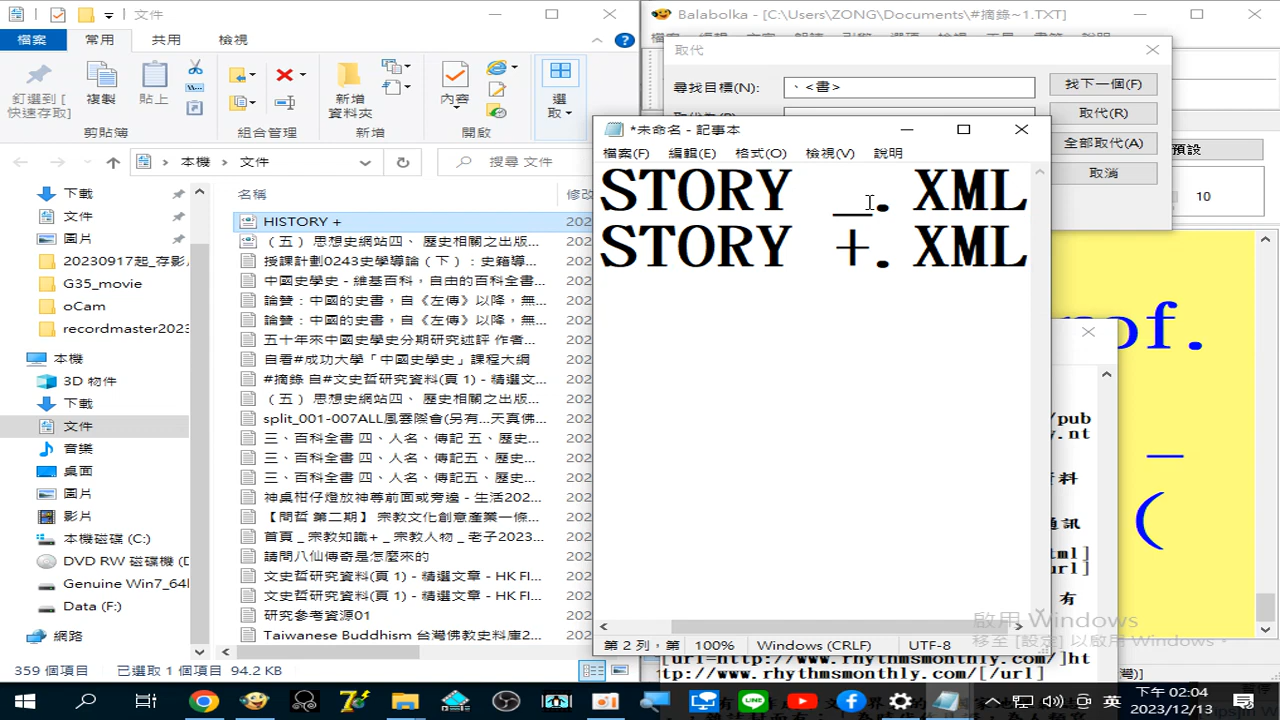 文件
檔案
常用
共用
檢視
釘選到 [
快速存取]
複製
貼上
剪貼簿
組合管理
新增
資料夾
新增
內容
開啟
選
取
本機
文件
搜尋 文件
下載
文件
圖片
20230917起_存影
G35_movie
oCam
recordmaster2023
本機
3D 物件
下載
文件
音樂
桌面
圖片
影片
本機磁碟 (C:)
DVD RW 磁碟機 (D
Genuine Win7_64
Data (F:)
網路
名稱
修改
HISTORY +
（五）思想史網站四、 歷史相關之出版...
授課計劃0243史學導論（下）: 史籍導...
中國史學史 - 維基百科，自由的百科全書...
論贊：中國的史書，自《左傳》以降，無...
論贊：中國的史書，自《左傳》以降，無...
五十年來中國史學史分期研究述評 作者...
自看#成功大學「中國史學史」課程大綱
#摘錄 自#文史哲研究資料(頁 1) - 精選文...
（五）思想史網站四、 歷史相關之出版...
split_001-007ALL風雲際會(另有...天真佛...
三、百科全書 四、人名、傳記 五、歷史...
三、百科全書 四、人名、傳記 五、歷史...
三、百科全書 四、人名、傳記 五、歷史...
神桌柑仔燈放神尊前面或旁邊 - 生活202...
【問哲 第二期】 宗教文化創意產業一條...
首頁 _ 宗教知識+ _ 宗教人物 _ 老子2023...
請問八仙傳奇是怎麼來的
文史哲研究資料(頁 1) - 精選文章 - HK FI...
文史哲研究資料(頁 1) - 精選文章 - HK FI...
研究參考資源01
Taiwanese Buddhism 台灣佛教史料庫2...
359 個項目
已選取 1 個項目
94.2 KB
Balabolka - [C:\Users\ZONG\Documents\#摘錄~1.TXT]
取代
尋找目標(N):
、<書>
找下一個(F)
取代(R)
全部取代(A)
取消
預設
10
*未命名 - 記事本
檔案(F)
編輯(E)
格式(O)
檢視(V)
說明
STORY _. XML
STORY +. XML
第 2 列，第
100%
Windows (CRLF)
UTF-8
of.
_
(
/pub
y.nt
資料
通訊
html]
url]
有
啟用 Windows
移至 [設定] 以啟用 Windows。
[url=http://www.rhythmsmonthly.com/]ht
tp://www.rhythmsmonthly.com/[/url]
英
下午 02:04
2023/12/13